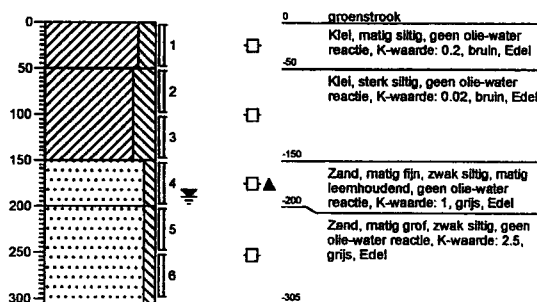 0
50
100
150
200
250
300
1
2
3
4
5
6
0
groenstrook
Klei, matig siltig, geen olie-water
reactie, K-waarde: 0.2, bruin, Edel
-50
Klei, sterk siltig, geen olie-water
reactie, K-waarde: 0.02, bruin, Edel
-150
Zand, matig fijn, zwak siltig, matig
leemhoudend, geen olie-water
reactie, K-waarde: 1, grijs, Edel
-200
Zand, matig grof, zwak siltig, geen
olie-water reactie, K-waarde: 2.5,
grijs, Edel
-305